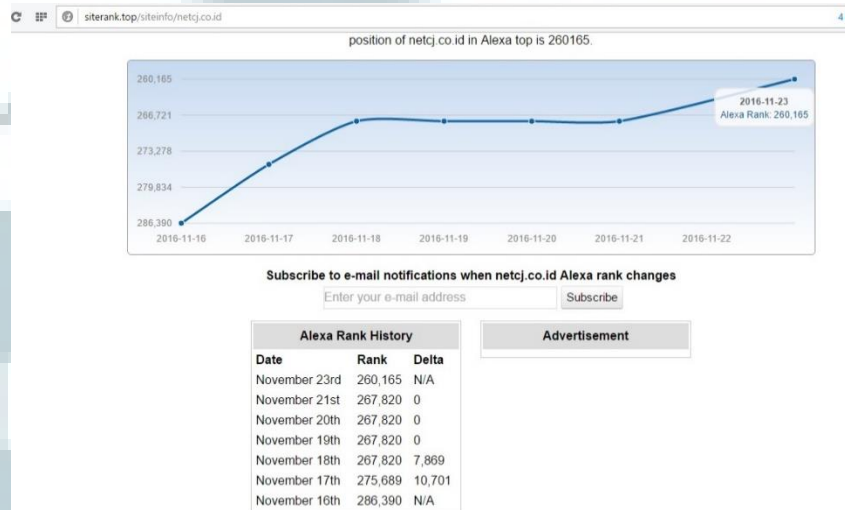 siterank.top/siteinfo/netcj.co.id
4
position of netcj.co.id in Alexa top is 260165.
260,165
266,721
273,278
279,834
286,390
2016-11-23
Alexa Rank: 260,165
2016-11-16 2016-11-17 2016-11-18 2016-11-19 2016-11-20 2016-11-21 2016-11-22
Subscribe to e-mail notifications when netcj.co.id Alexa rank changes
Enter your e-mail address Subscribe
Alexa Rank History
Date Rank Delta
November 23rd 260,165 N/A
November 21st 267,820 0
November 20th 267,820 0
November 19th 267,820 0
November 18th 267,820 7,869
November 17th 275,689 10,701
November 16th 286,390 N/A
Advertisement